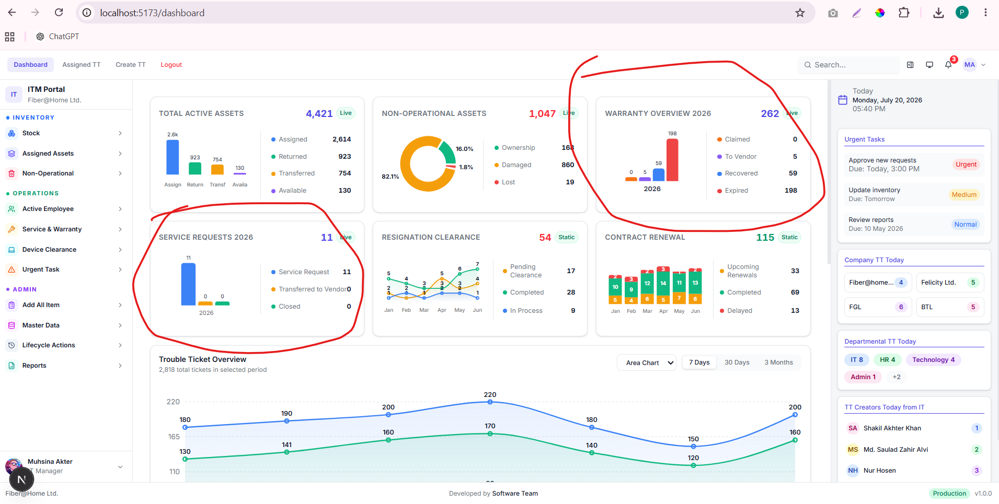 localhost:5173/dashboard
P
ChatGPT
Dashboard
Assigned TT
Create TT
Logout
Search...
3
MA
IT
ITM Portal
Fiber@Home Ltd.
INVENTORY
Stock
Assigned Assets
Non-Operational
OPERATIONS
Active Employee
Service & Warranty
Device Clearance
Urgent Task
ADMIN
Add All Item
Master Data
Lifecycle Actions
Reports
Muhsina Akter
IT Manager
N
TOTAL ACTIVE ASSETS
4,421 Live
2.6k
923
754
130
Assign Return Transf Availa
Assigned 2,614
Returned 923
Transferred 754
Available 130
NON-OPERATIONAL ASSETS
1,047 Live
16.0%
1.8%
82.1%
Ownership 168
Damaged 860
Lost 19
WARRANTY OVERVIEW 2026
262 Live
0
5
59
198
2026
Claimed 0
To Vendor 5
Recovered 59
Expired 198
SERVICE REQUESTS 2026
11 Live
11
0
0
2026
Service Request 11
Transferred to Vendor 0
Closed 0
RESIGNATION CLEARANCE
54 Static
5 4 3 3 6 7
2 1 3 5 3 4
1 2 1 2 2 1
Jan Feb Mar Apr May Jun
Pending
Clearance 17
Completed 28
In Process 9
CONTRACT RENEWAL
115 Static
2 3 2 3 1 2
10 9 12 14 11 13
5 4 6 5 7 6
Jan Feb Mar Apr May Jun
Upcoming
Renewals 33
Completed 69
Delayed 13
Trouble Ticket Overview
2,818 total tickets in selected period
Area Chart
7 Days
30 Days
3 Months
220
165
110
180 190 200 220 180 150 200
130 141 160 170 140 120 160
Today
Monday, July 20, 2026
05:40 PM
Urgent Tasks
Approve new requests
Due: Today, 3:00 PM
Urgent
Update inventory
Due: Tomorrow
Medium
Review reports
Due: 10 May 2026
Normal
Company TT Today
Fiber@home... 4
Felicity Ltd. 5
FGL 6
BTL 5
Departmental TT Today
IT 8
HR 4
Technology 4
Admin 1
+2
TT Creators Today from IT
SA Shakil Akhter Khan 1
MS Md. Saulad Zahir Alvi 2
NH Nur Hosen 3
Fiber@Home Ltd.
Developed by Software Team
Production v1.0.0